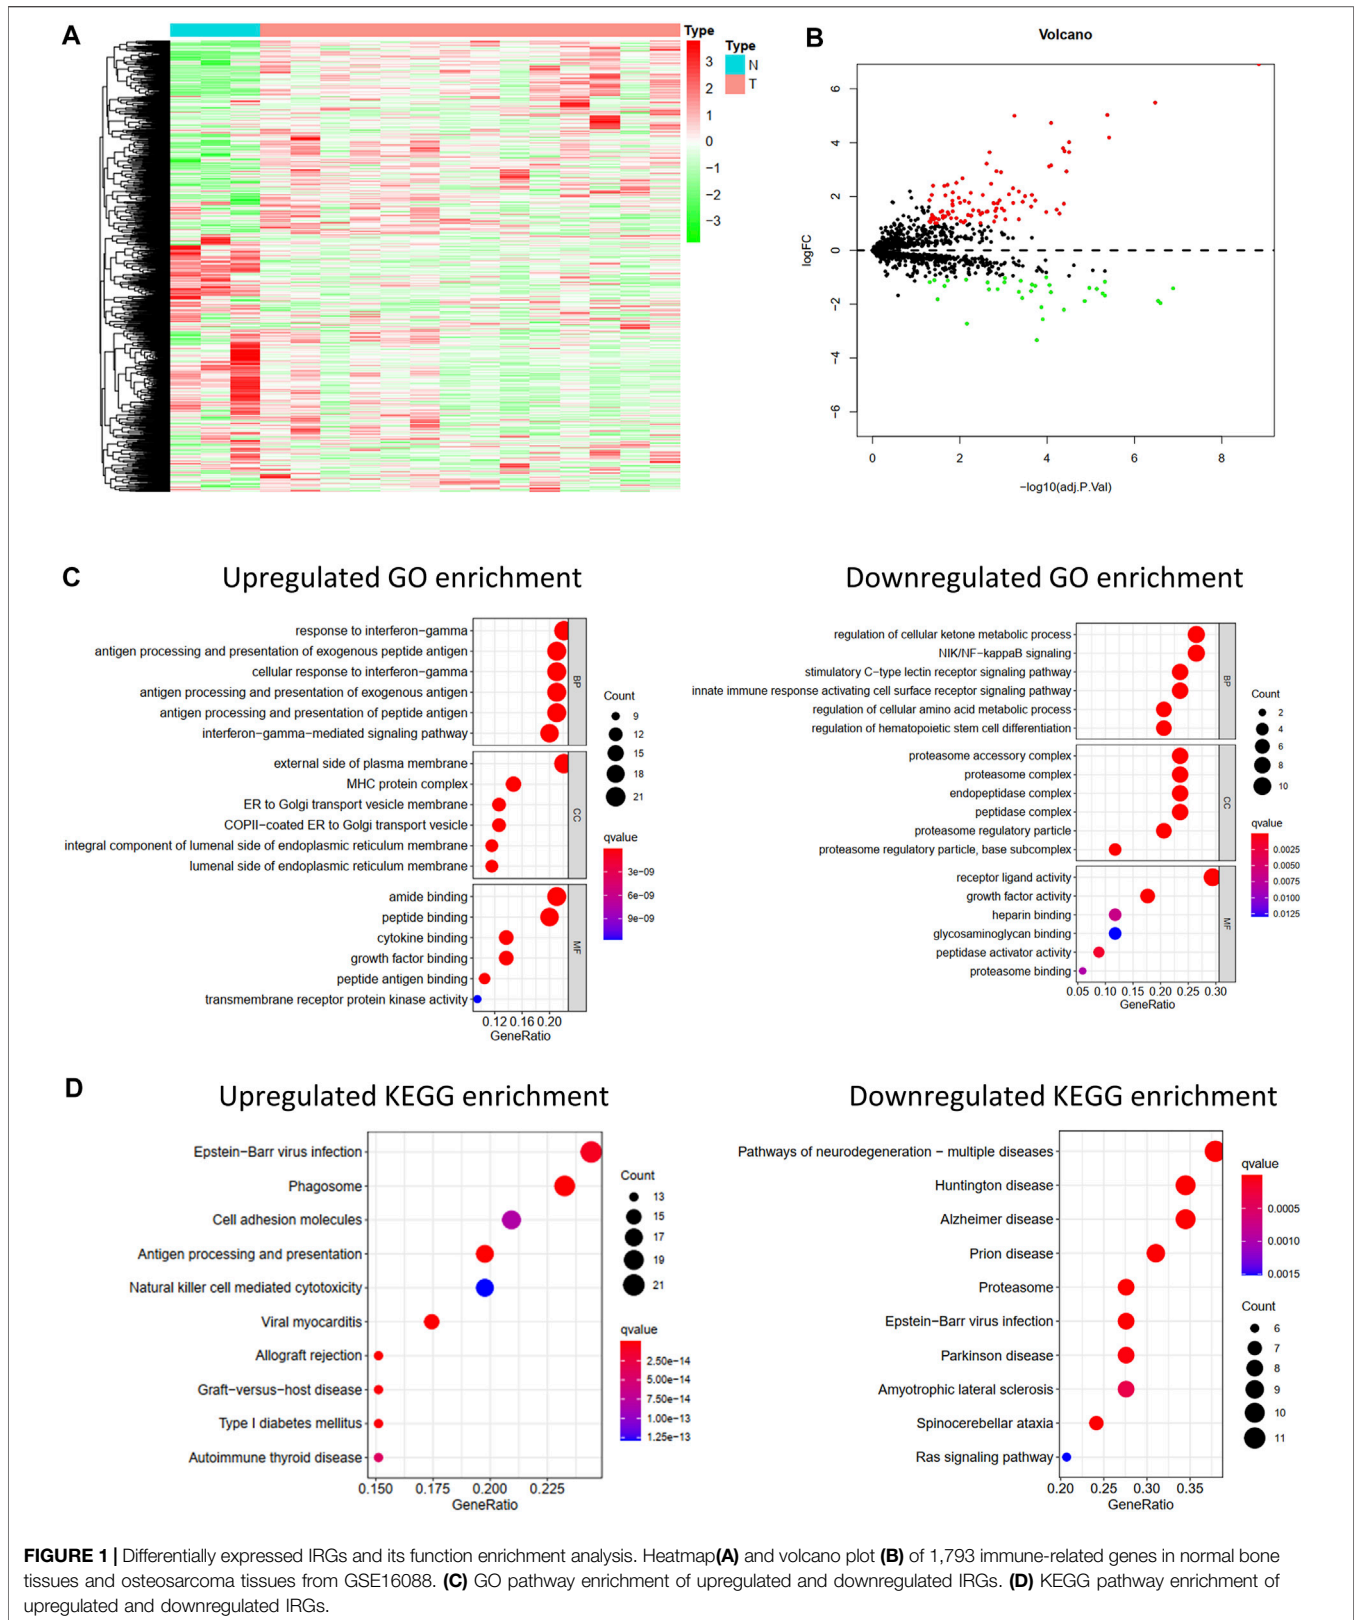 A
Type
3
2
1
0
−1
−2
−3
Type
N
T
B
Volcano
logFC
6
4
2
0
−2
−4
−6
0 2 4 6 8
−log10(adj.P.Val)
C
Upregulated GO enrichment
response to interferon−gamma
antigen processing and presentation of exogenous peptide antigen
cellular response to interferon−gamma
antigen processing and presentation of exogenous antigen
antigen processing and presentation of peptide antigen
interferon−gamma−mediated signaling pathway
BP
external side of plasma membrane
MHC protein complex
ER to Golgi transport vesicle membrane
COPII−coated ER to Golgi transport vesicle
integral component of lumenal side of endoplasmic reticulum membrane
lumenal side of endoplasmic reticulum membrane
CC
amide binding
peptide binding
cytokine binding
growth factor binding
peptide antigen binding
transmembrane receptor protein kinase activity
MF
0.12 0.16 0.20
GeneRatio
Count
9
12
15
18
21
qvalue
3e−09
6e−09
9e−09
Downregulated GO enrichment
regulation of cellular ketone metabolic process
NIK/NF−kappaB signaling
stimulatory C−type lectin receptor signaling pathway
innate immune response activating cell surface receptor signaling pathway
regulation of cellular amino acid metabolic process
regulation of hematopoietic stem cell differentiation
BP
proteasome accessory complex
proteasome complex
endopeptidase complex
peptidase complex
proteasome regulatory particle
proteasome regulatory particle, base subcomplex
CC
receptor ligand activity
growth factor activity
heparin binding
glycosaminoglycan binding
peptidase activator activity
proteasome binding
MF
0.05 0.10 0.15 0.20 0.25 0.30
GeneRatio
Count
2
4
6
8
10
qvalue
0.0025
0.0050
0.0075
0.0100
0.0125
D
Upregulated KEGG enrichment
Epstein−Barr virus infection
Phagosome
Cell adhesion molecules
Antigen processing and presentation
Natural killer cell mediated cytotoxicity
Viral myocarditis
Allograft rejection
Graft−versus−host disease
Type I diabetes mellitus
Autoimmune thyroid disease
0.150 0.175 0.200 0.225
GeneRatio
Count
13
15
17
19
21
qvalue
2.50e−14
5.00e−14
7.50e−14
1.00e−13
1.25e−13
Downregulated KEGG enrichment
Pathways of neurodegeneration − multiple diseases
Huntington disease
Alzheimer disease
Prion disease
Proteasome
Epstein−Barr virus infection
Parkinson disease
Amyotrophic lateral sclerosis
Spinocerebellar ataxia
Ras signaling pathway
0.20 0.25 0.30 0.35
GeneRatio
qvalue
0.0005
0.0010
0.0015
Count
6
7
8
9
10
11
FIGURE 1 | Differentially expressed IRGs and its function enrichment analysis. Heatmap(A) and volcano plot (B) of 1,793 immune-related genes in normal bone
tissues and osteosarcoma tissues from GSE16088. (C) GO pathway enrichment of upregulated and downregulated IRGs. (D) KEGG pathway enrichment of
upregulated and downregulated IRGs.